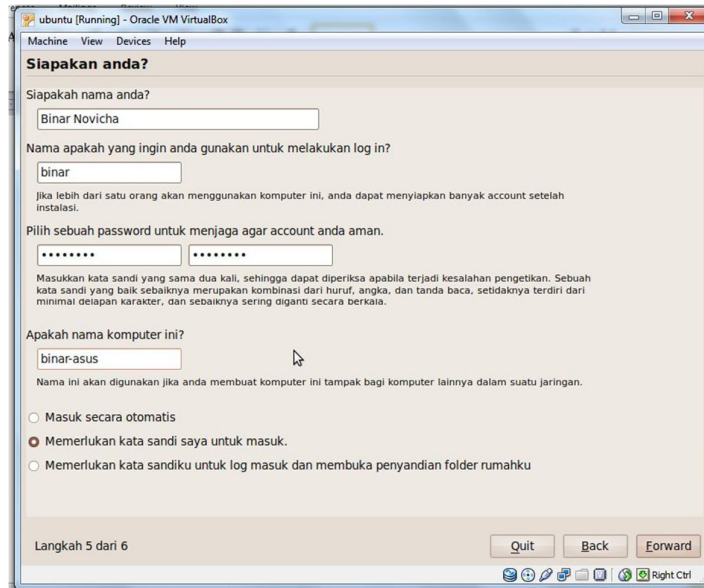 ubuntu [Running] - Oracle VM VirtualBox
Machine View Devices Help
Siapakan anda?
Siapakah nama anda?
Binar Novicha
Nama apakah yang ingin anda gunakan untuk melakukan log in?
binar
Jika lebih dari satu orang akan menggunakan komputer ini, anda dapat menyiapkan banyak account setelah
instalasi.
Pilih sebuah password untuk menjaga agar account anda aman.
Masukkan kata sandi yang sama dua kali, sehingga dapat diperiksa apabila terjadi kesalahan pengetikan. Sebuah
kata sandi yang baik sebaiknya merupakan kombinasi dari huruf, angka, dan tanda baca, setidaknya terdiri dari
minimal delapan karakter, dan sebaiknya sering diganti secara berkala.
Apakah nama komputer ini?
binar-asus
Nama ini akan digunakan jika anda membuat komputer ini tampak bagi komputer lainnya dalam suatu jaringan.
Masuk secara otomatis
Memerlukan kata sandi saya untuk masuk.
Memerlukan kata sandiku untuk log masuk dan membuka penyandian folder rumahku
Langkah 5 dari 6
Quit Back Forward
Right Ctrl